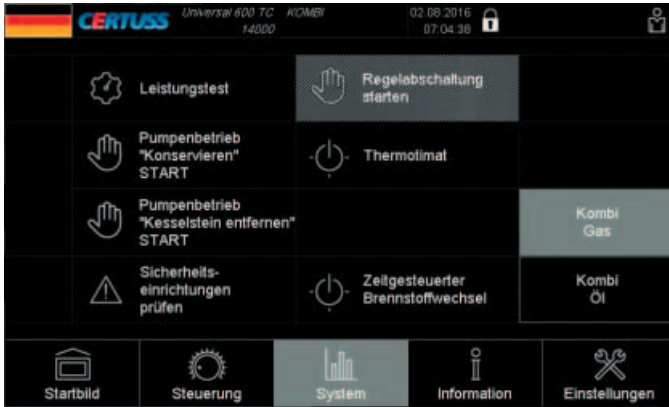 CERTUSS
Universal 600 TC KOMBI
14000
02.08.2016
07:04:38
Leistungstest
Regelabschaltung
starten
Pumpenbetrieb
"Konservieren"
START
Thermotimat
Pumpenbetrieb
"Kesselstein entfernen"
START
Kombi
Gas
Sicherheits-
einrichtungen
prüfen
Zeitgesteuerter
Brennstoffwechsel
Kombi
Öl
Startbild
Steuerung
System
Information
Einstellungen